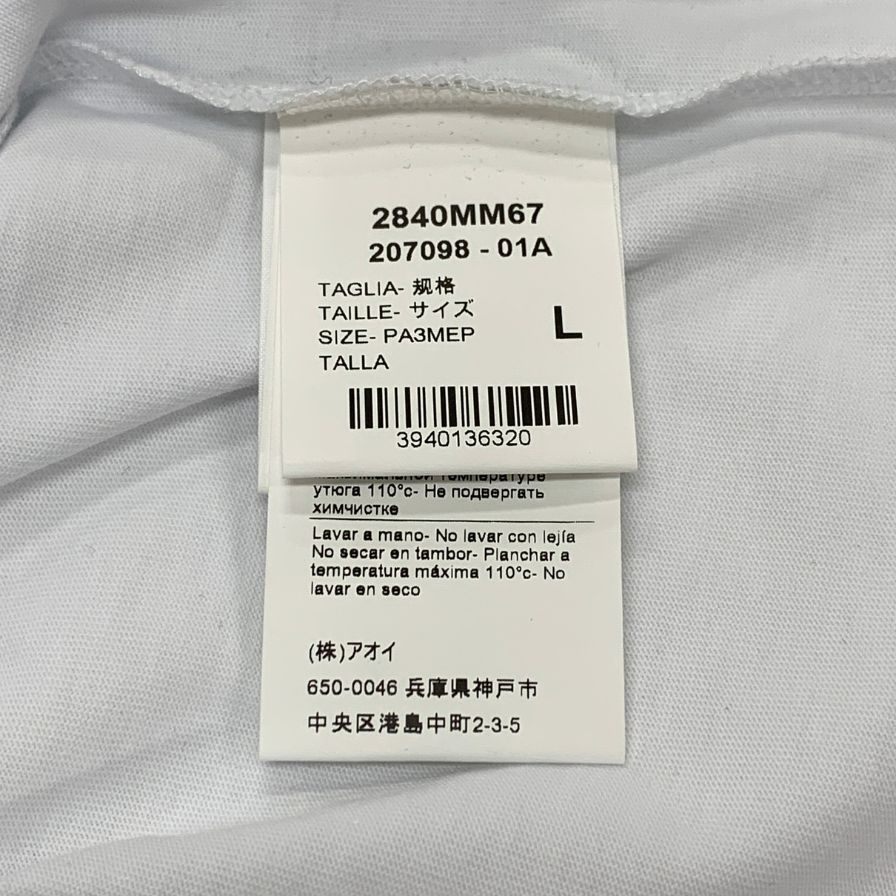 2840MM67
207098 - 01A
TAGLIA- 规格
TAILLE- サイズ
SIZE- РАЗМЕР
TALLA
L
3940136320
температуре
утюга 110°c- Не подвергать
химчистке
Lavar a mano- No lavar con lejía
No secar en tambor- Planchar a
temperatura máxima 110°c- No
lavar en seco
(株)アオイ
650-0046 兵庫県神戸市
中央区港島中町2-3-5